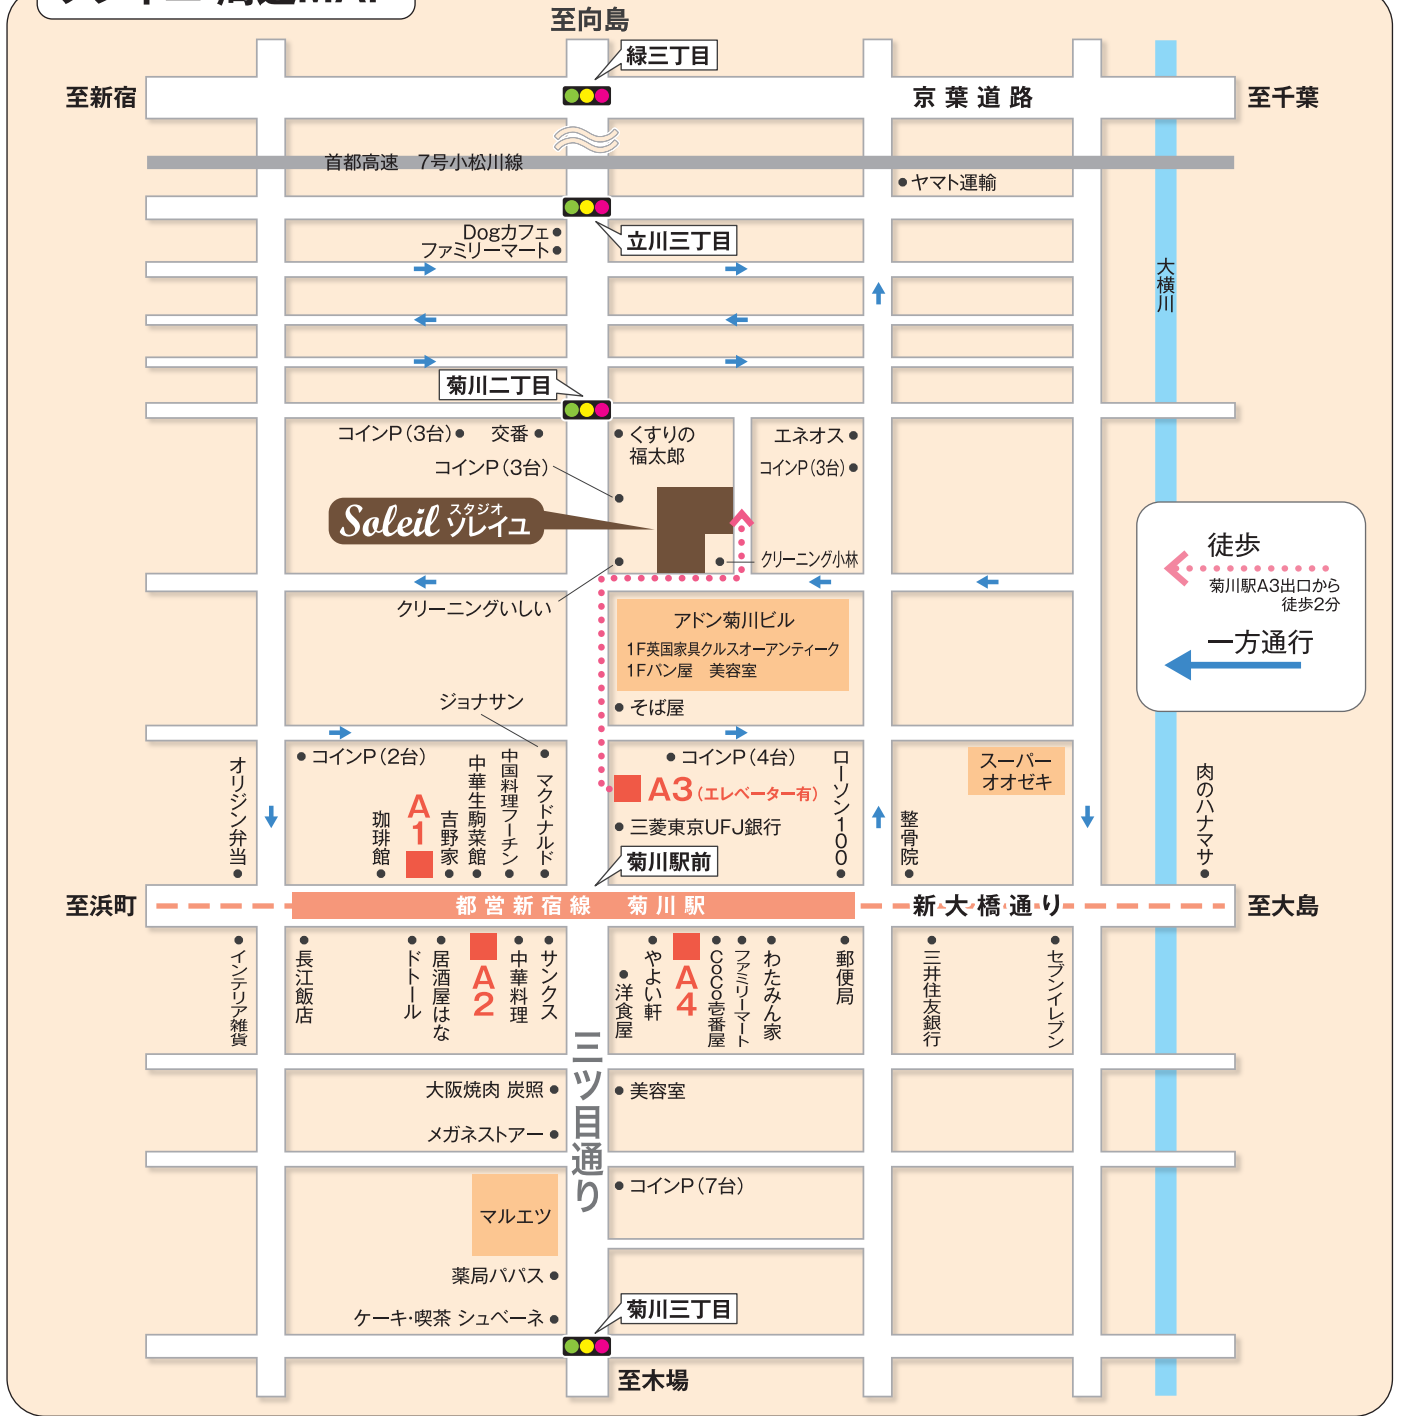 周辺MAP
至向島
緑三丁目
至新宿
京葉道路
至千葉
首都高速　7号小松川線
ヤマト運輸
Dogカフェ
ファミリーマート
立川三丁目
大横川
菊川二丁目
コインP（3台）
交番
くすりの
福太郎
エネオス
コインP（3台）
コインP（3台）
Soleil スタジオ
ソレイユ
クリーニング小林
クリーニングいしい
徒歩
菊川駅A3出口から
徒歩2分
一方通行
アドン菊川ビル
1F英国家具クルスオーアンティーク
1Fパン屋　美容室
そば屋
ジョナサン
コインP（2台）
コインP（4台）
スーパー
オオゼキ
オリジン弁当
珈琲館
A1
吉野家
中華生駒菜館
中国料理フーチン
マクドナルド
A3（エレベーター有）
三菱東京UFJ銀行
ローソン100
整骨院
肉のハナマサ
菊川駅前
至浜町
都営新宿線　菊川駅
新大橋通り
至大島
インテリア雑貨
長江飯店
ドトール
居酒屋はな
A2
中華料理
サンクス
洋食屋
やよい軒
A4
CoCo壱番屋
ファミリーマート
わたみん家
郵便局
三井住友銀行
セブンイレブン
三ツ目通り
大阪焼肉 炭照
美容室
メガネストアー
コインP（7台）
マルエツ
薬局パパス
ケーキ・喫茶 シュベーネ
菊川三丁目
至木場